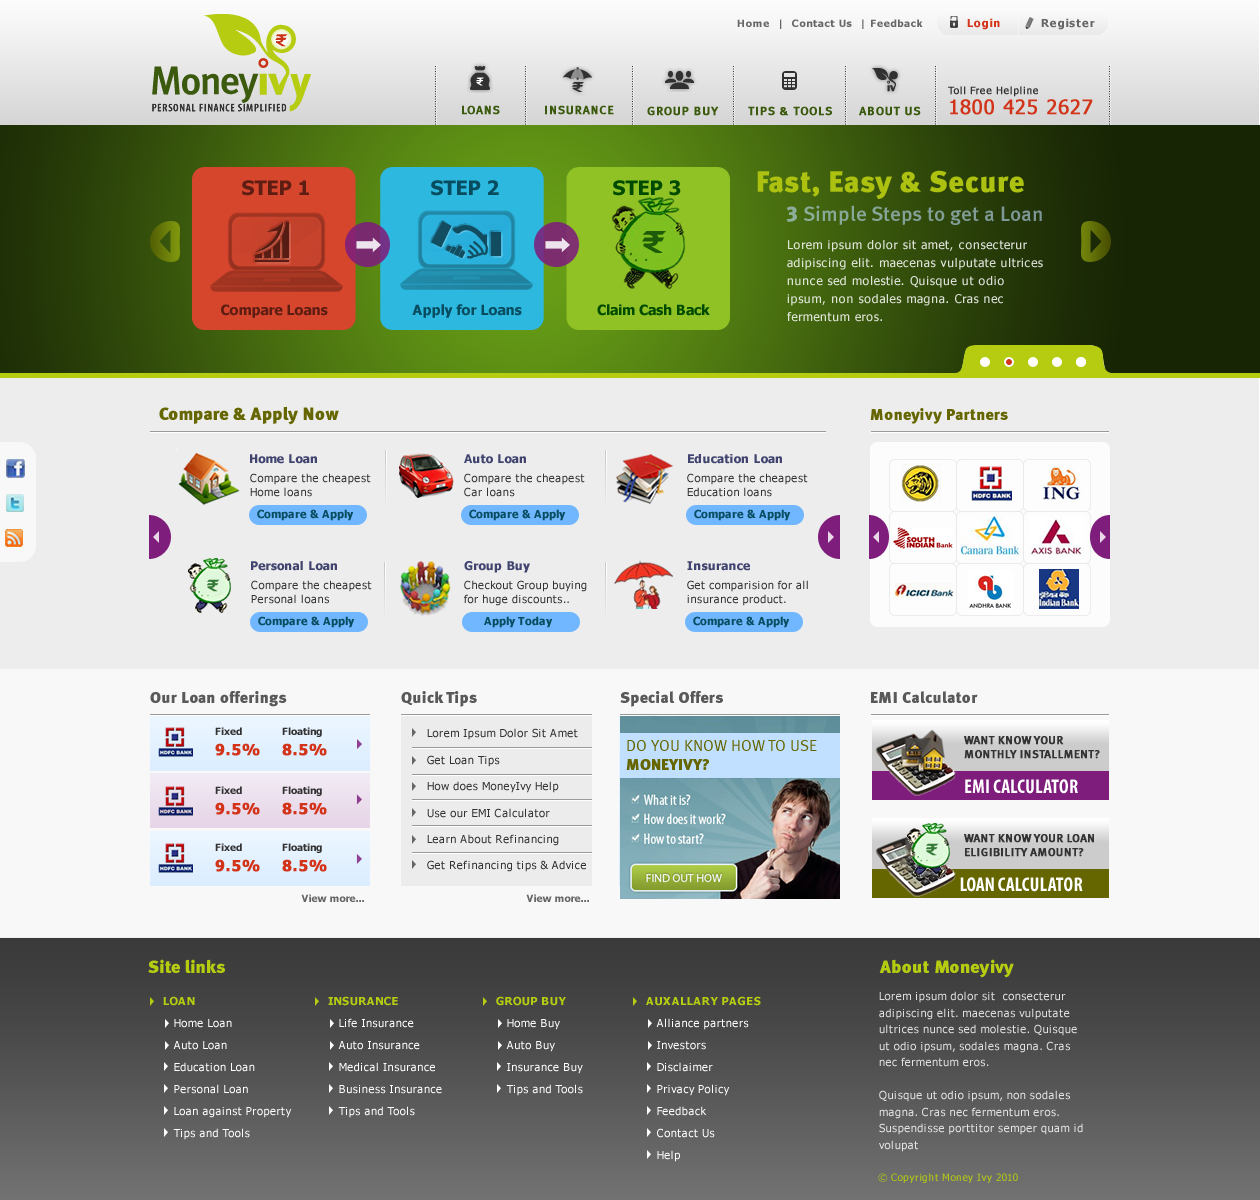 Home | Contact Us | Feedback
Login
Register
₹
Moneyivy
PERSONAL FINANCE SIMPLIFIED
LOANS
INSURANCE
GROUP BUY
TIPS & TOOLS
ABOUT US
Toll Free Helpline
1800 425 2627
STEP 1
Compare Loans
STEP 2
Apply for Loans
STEP 3
₹
Claim Cash Back
Fast, Easy & Secure
3 Simple Steps to get a Loan
Lorem ipsum dolor sit amet, consecterur
adipiscing elit. maecenas vulputate ultrices
nunce sed molestie. Quisque ut odio
ipsum, non sodales magna. Cras nec
fermentum eros.
Compare & Apply Now
Home Loan
Compare the cheapest
Home loans
Compare & Apply
Auto Loan
Compare the cheapest
Car loans
Compare & Apply
Education Loan
Compare the cheapest
Education loans
Compare & Apply
Personal Loan
Compare the cheapest
Personal loans
Compare & Apply
Group Buy
Checkout Group buying
for huge discounts..
Apply Today
Insurance
Get comparision for all
insurance product.
Compare & Apply
Moneyivy Partners
HDFC BANK
ING
SOUTH
INDIAN Bank
Canara Bank
AXIS BANK
ICICI Bank
ANDHRA BANK
Indian Bank
Our Loan offerings
HDFC BANK
Fixed
9.5%
Floating
8.5%
HDFC BANK
Fixed
9.5%
Floating
8.5%
HDFC BANK
Fixed
9.5%
Floating
8.5%
View more...
Quick Tips
Lorem Ipsum Dolor Sit Amet
Get Loan Tips
How does MoneyIvy Help
Use our EMI Calculator
Learn About Refinancing
Get Refinancing tips & Advice
View more...
Special Offers
DO YOU KNOW HOW TO USE
MONEYIVY?
What it is?
How does it work?
How to start?
FIND OUT HOW
EMI Calculator
WANT KNOW YOUR
MONTHLY INSTALLMENT?
EMI CALCULATOR
WANT KNOW YOUR LOAN
ELIGIBILITY AMOUNT?
LOAN CALCULATOR
Site links
LOAN
Home Loan
Auto Loan
Education Loan
Personal Loan
Loan against Property
Tips and Tools
INSURANCE
Life Insurance
Auto Insurance
Medical Insurance
Business Insurance
Tips and Tools
GROUP BUY
Home Buy
Auto Buy
Insurance Buy
Tips and Tools
AUXALLARY PAGES
Alliance partners
Investors
Disclaimer
Privacy Policy
Feedback
Contact Us
Help
About Moneyivy
Lorem ipsum dolor sit consecterur
adipiscing elit. maecenas vulputate
ultrices nunce sed molestie. Quisque
ut odio ipsum, sodales magna. Cras
nec fermentum eros.
Quisque ut odio ipsum, non sodales
magna. Cras nec fermentum eros.
Suspendisse porttitor semper quam id
volupat
© Copyright Money Ivy 2010